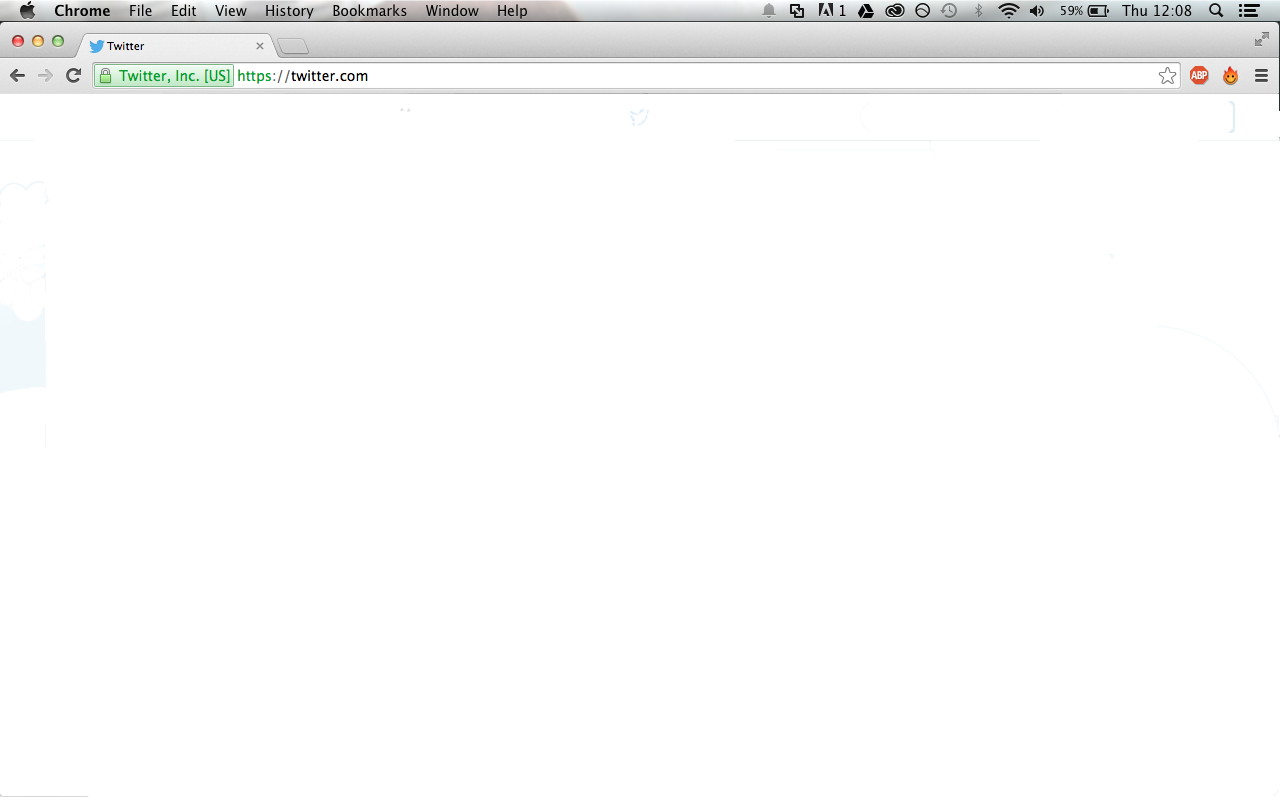 Chrome File Edit View History Bookmarks Window Help 1 59% Thu 12:08
Twitter
Twitter, Inc. [US] https://twitter.com ABP